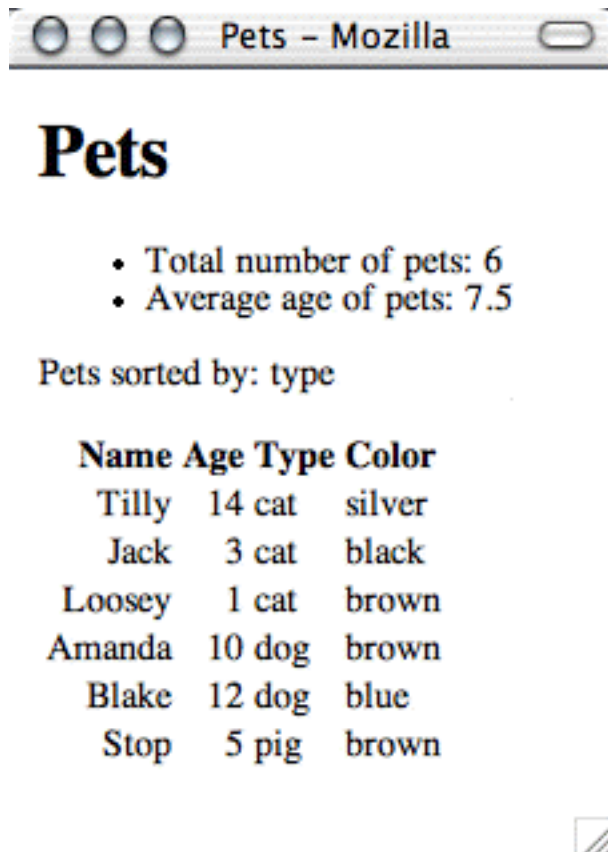 Pets – Mozilla
Pets
• Total number of pets: 6
• Average age of pets: 7.5
Pets sorted by: type
Name Age Type Color
Tilly 14 cat silver
Jack 3 cat black
Loosey 1 cat brown
Amanda 10 dog brown
Blake 12 dog blue
Stop 5 pig brown